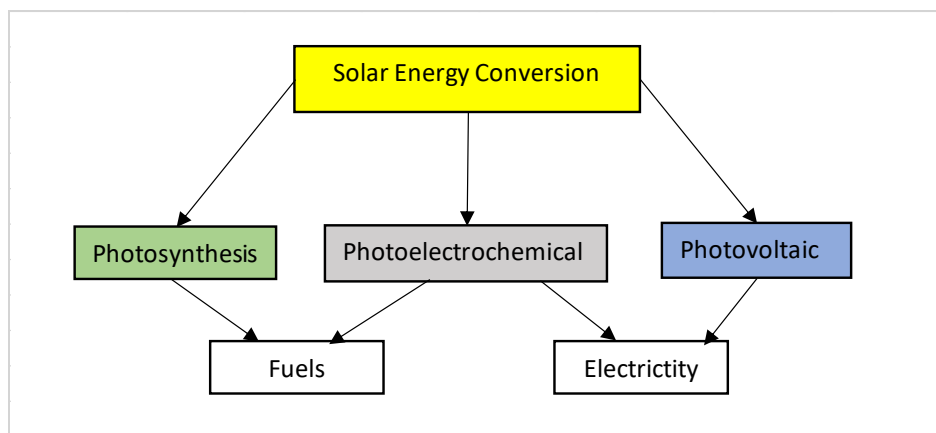 Solar Energy Conversion
Photosynthesis
Photoelectrochemical
Photovoltaic
Fuels
Electrictity